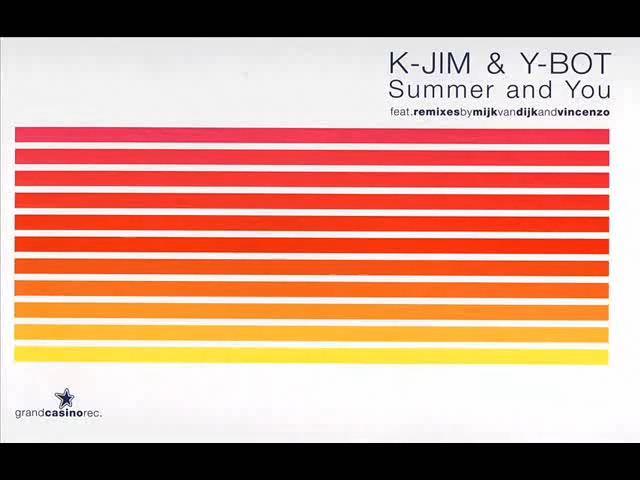 K-JIM & Y-BOT
Summer and You
feat.remixesbymijkvandijkandvincenzo
grandcasinorec.